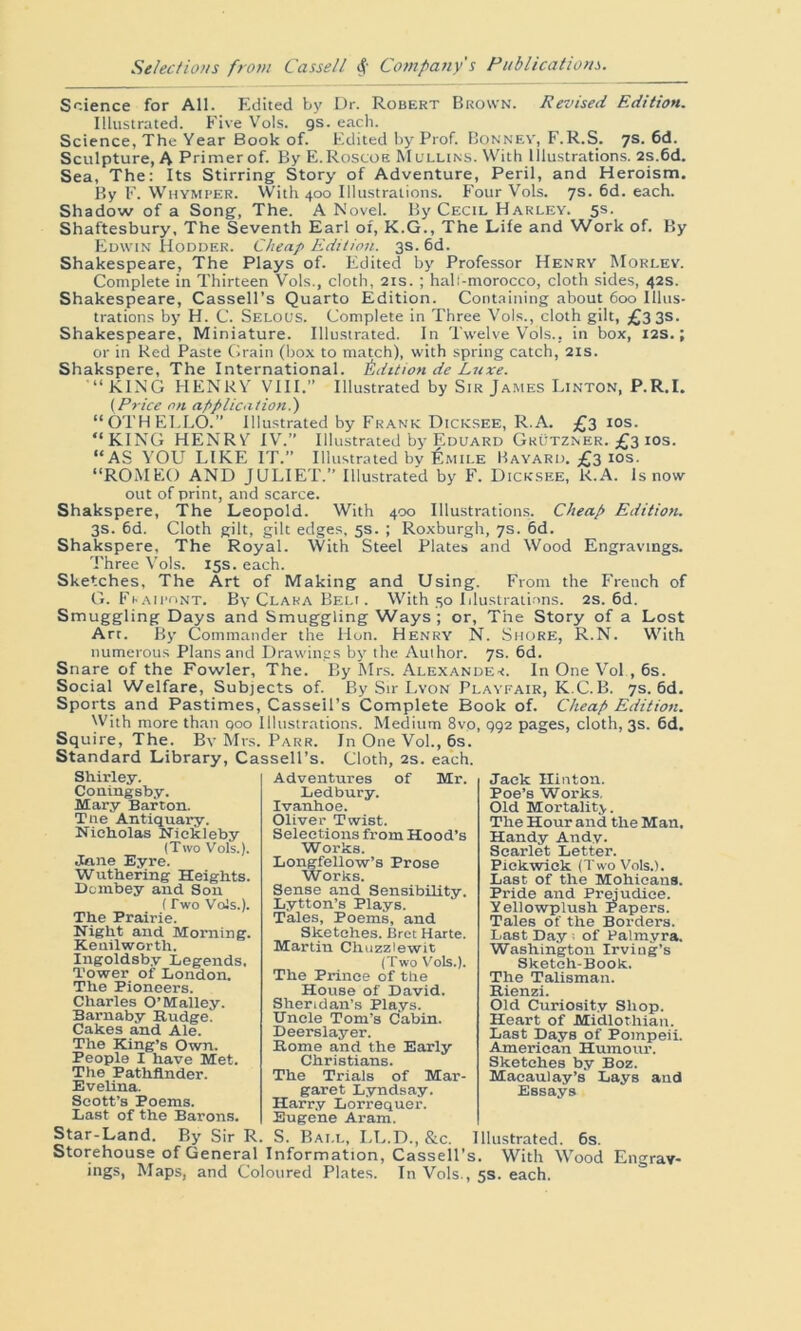 Selections from Cassell & Company's Publications.
Science for All. Edited by Dr. Robert Brown. Revised Edition.
Illustrated. Five Vols. 9s. each.
Science, The Year Book of. Edited by Prof. Bonney, F.R.S. 7s. 6d.
Sculpture, A Primer of. By E. Roscoe Mullins. With Illustrations. 2s.6d.
Sea, The: Its Stirring Story of Adventure, Peril, and Heroism.
By F. Whymper. With 400 Illustrations. Four Vols. 7s. 6d. each.
Shadow of a Song, The. A Novel. By Cecil Harley. 5s.
Shaftesbury, The Seventh Earl of, K.G., The Life and Work of. By
Edwin Hodder. Cheap Edition. 3s. 6d.
Shakespeare, The Plays of. Edited by Professor Henry Morley.
Complete in Thirteen Vols., cloth, 21s. ; half-morocco, cloth sides, 42s.
Shakespeare, Cassell's Quarto Edition. Containing about 600 Illus-
trations by H. C. Selous. Complete in Three Vols., cloth gilt, £3 3s.
Shakespeare, Miniature. Illustrated. In Twelve Vols., in box, 12s. ;
or in Red Paste Grain (box to match), with spring catch, 21s.
Shakspere, The International. Édition de Luxe.
"KING HENRY VIII." Illustrated by Sir James Linton, P.R.I.
(Price on application.)
"OTHELLO." Illustrated by Frank Dicksee, R.A. £3 10s.
"KING HENRY IV." Illustrated by Eduard Grützner. £3 10s.
"AS YOU LIKE IT." Illustrated by Émile Bayard. £3 10s.
"ROMEO AND JULIET." Illustrated by F. Dicksee, R.A. Is now
out of print, and scarce.
Shakspere, The Leopold. With 400 Illustrations. Cheap Edition.
3s. 6d. Cloth gilt, gilt edges, 5s. ; Roxburgh, 7s. 6d.
Shakspere, The Royal. With Steel Plates and Wood Engravings.
Three Vols. 15s. each.
Sketches, The Art of Making and Using. From the French of
G. Fraipont. By Clara Bell. With 50 Illustrations. 2s. 6d.
Smuggling Days and Smuggling Ways ; or, The Story of a Lost
Art. By Commander the Hon. Henry N. Shore, R.N. With
numerous Plans and Drawings by the Author. 7s. 6d.
Snare of the Fowler, The. By Mrs. Alexander. In One Vol., 6s.
Social Welfare, Subjects of. By Sir Lyon Playfair, K.C.B. 7s. 6d.
Sports and Pastimes, Cassell's Complete Book of. Cheap Edition.
With more than 900 Illustrations. Medium 8vo, 992 pages, cloth, 3s. 6d.
Squire, The. By Mrs. Parr. In One Vol., 6s.
Standard Library, Cassell's. Cloth, 2s. each.
Shirley.
Coningsby.
Mary Barton.
The Antiquary.
Nicholas Nickleby
(Two Vols.).
Jane Eyre.
Wuthering Heights.
Dombey and Son
(Two Vols.).
The Prairie.
Night and Morning.
Kenilworth.
Ingoldsby Legends.
Tower of London.
The Pioneers.
Charles O'Malley.
Barnaby Rudge.
Cakes and Ale.
The King's Own.
People I have Met.
The Pathfinder.
Evelina.
Scott's Poems.
Last of the Barons.
Adventures of Mr.
Ledbury.
Ivanhoe.
Oliver Twist.
Selections from Hood's
Works.
Longfellow's Prose
Works.
Sense and Sensibility.
Lytton's Plays.
Tales, Poems, and
Sketches. Bret Harte.
Martin Chuzzlewit
(Two Vols.).
The Prince of the
House of David.
Sheridan's Plays.
Uncle Tom's Cabin.
Deerslayer.
Rome and the Early
Christians.
The Trials of Mar-
garet Lyndsay.
Harry Lorrequer.
Eugene Aram.
Jack Hinton.
Poe's Works.
Old Mortality.
The Hour and the Man.
Handy Andy.
Scarlet Letter.
Pickwick (Two Vols.).
Last of the Mohicans.
Pride and Prejudice.
Yellowplush Papers.
Tales of the Borders.
Last Days of Palmyra.
Washington Irving's
Sketch-Book.
The Talisman.
Rienzi.
Old Curiosity Shop.
Heart of Midlothian.
Last Days of Pompeii.
American Humour.
Sketches by Boz.
Macaulay's Lays and
Essays
Star-Land. By Sir R. S. Ball, LL.D., &c. Illustrated. 6s.
Storehouse of General Information, Cassell's. With Wood Engrav-
ings, Maps, and Coloured Plates. In Vols., 5s. each.